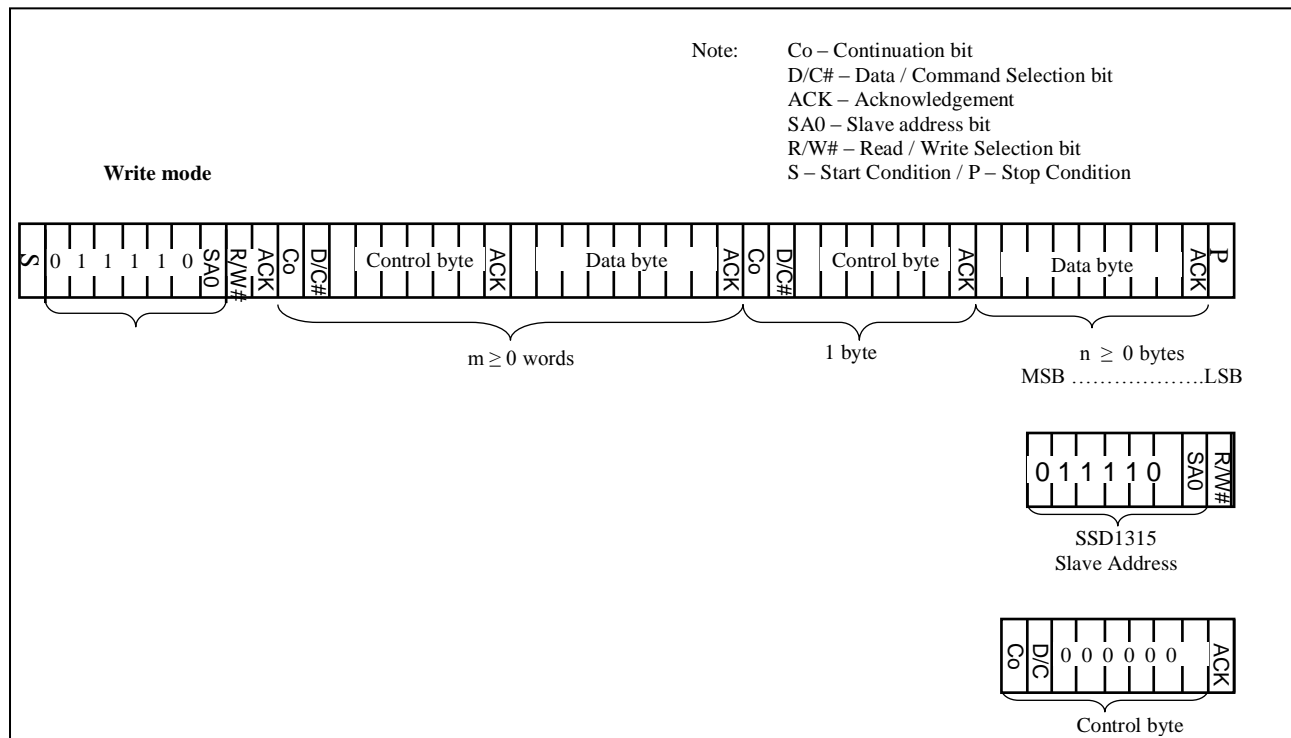 Note: Co – Continuation bit
D/C# – Data / Command Selection bit
ACK – Acknowledgement
SA0 – Slave address bit
R/W# – Read / Write Selection bit
S – Start Condition / P – Stop Condition
Write mode
S 0 1 1 1 1 0 SA0 R/W# ACK Co D/C# Control byte ACK Data byte ACK Co D/C# Control byte ACK Data byte ACK P
m ≥ 0 words 1 byte n ≥ 0 bytes
MSB ………………….LSB
0 1 1 1 1 0 SA0 R/W#
SSD1315
Slave Address
Co D/C 0 0 0 0 0 0 ACK
Control byte